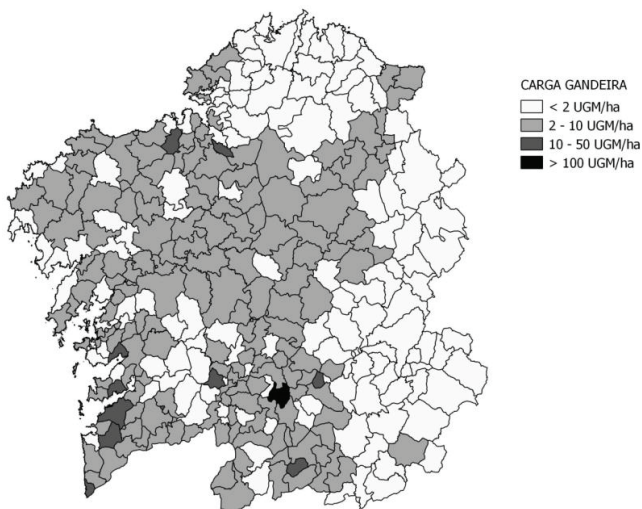 CARGA GANDEIRA
< 2 UGM/ha
2 - 10 UGM/ha
10 - 50 UGM/ha
> 100 UGM/ha